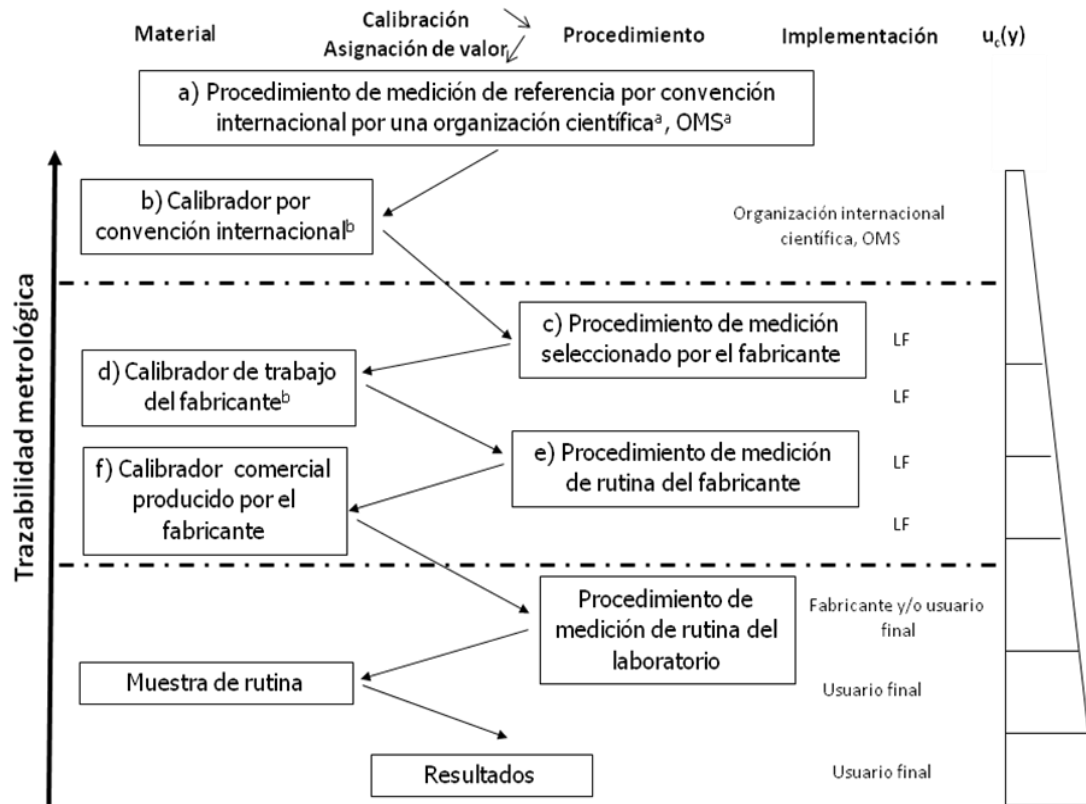 Material
Calibración
Asignación de valor
Procedimiento
Implementación
u_c(y)
a) Procedimiento de medición de referencia por convención
internacional por una organización científicaª, OMSª
b) Calibrador por
convención internacionalᵇ
Organización internacional
científica, OMS
Trazabilidad metrológica
c) Procedimiento de medición
seleccionado por el fabricante
LF
d) Calibrador de trabajo
del fabricanteᵇ
LF
e) Procedimiento de medición
de rutina del fabricante
LF
f) Calibrador comercial
producido por el
fabricante
LF
Procedimiento de
medición de rutina del
laboratorio
Fabricante y/o usuario
final
Muestra de rutina
Usuario final
Resultados
Usuario final